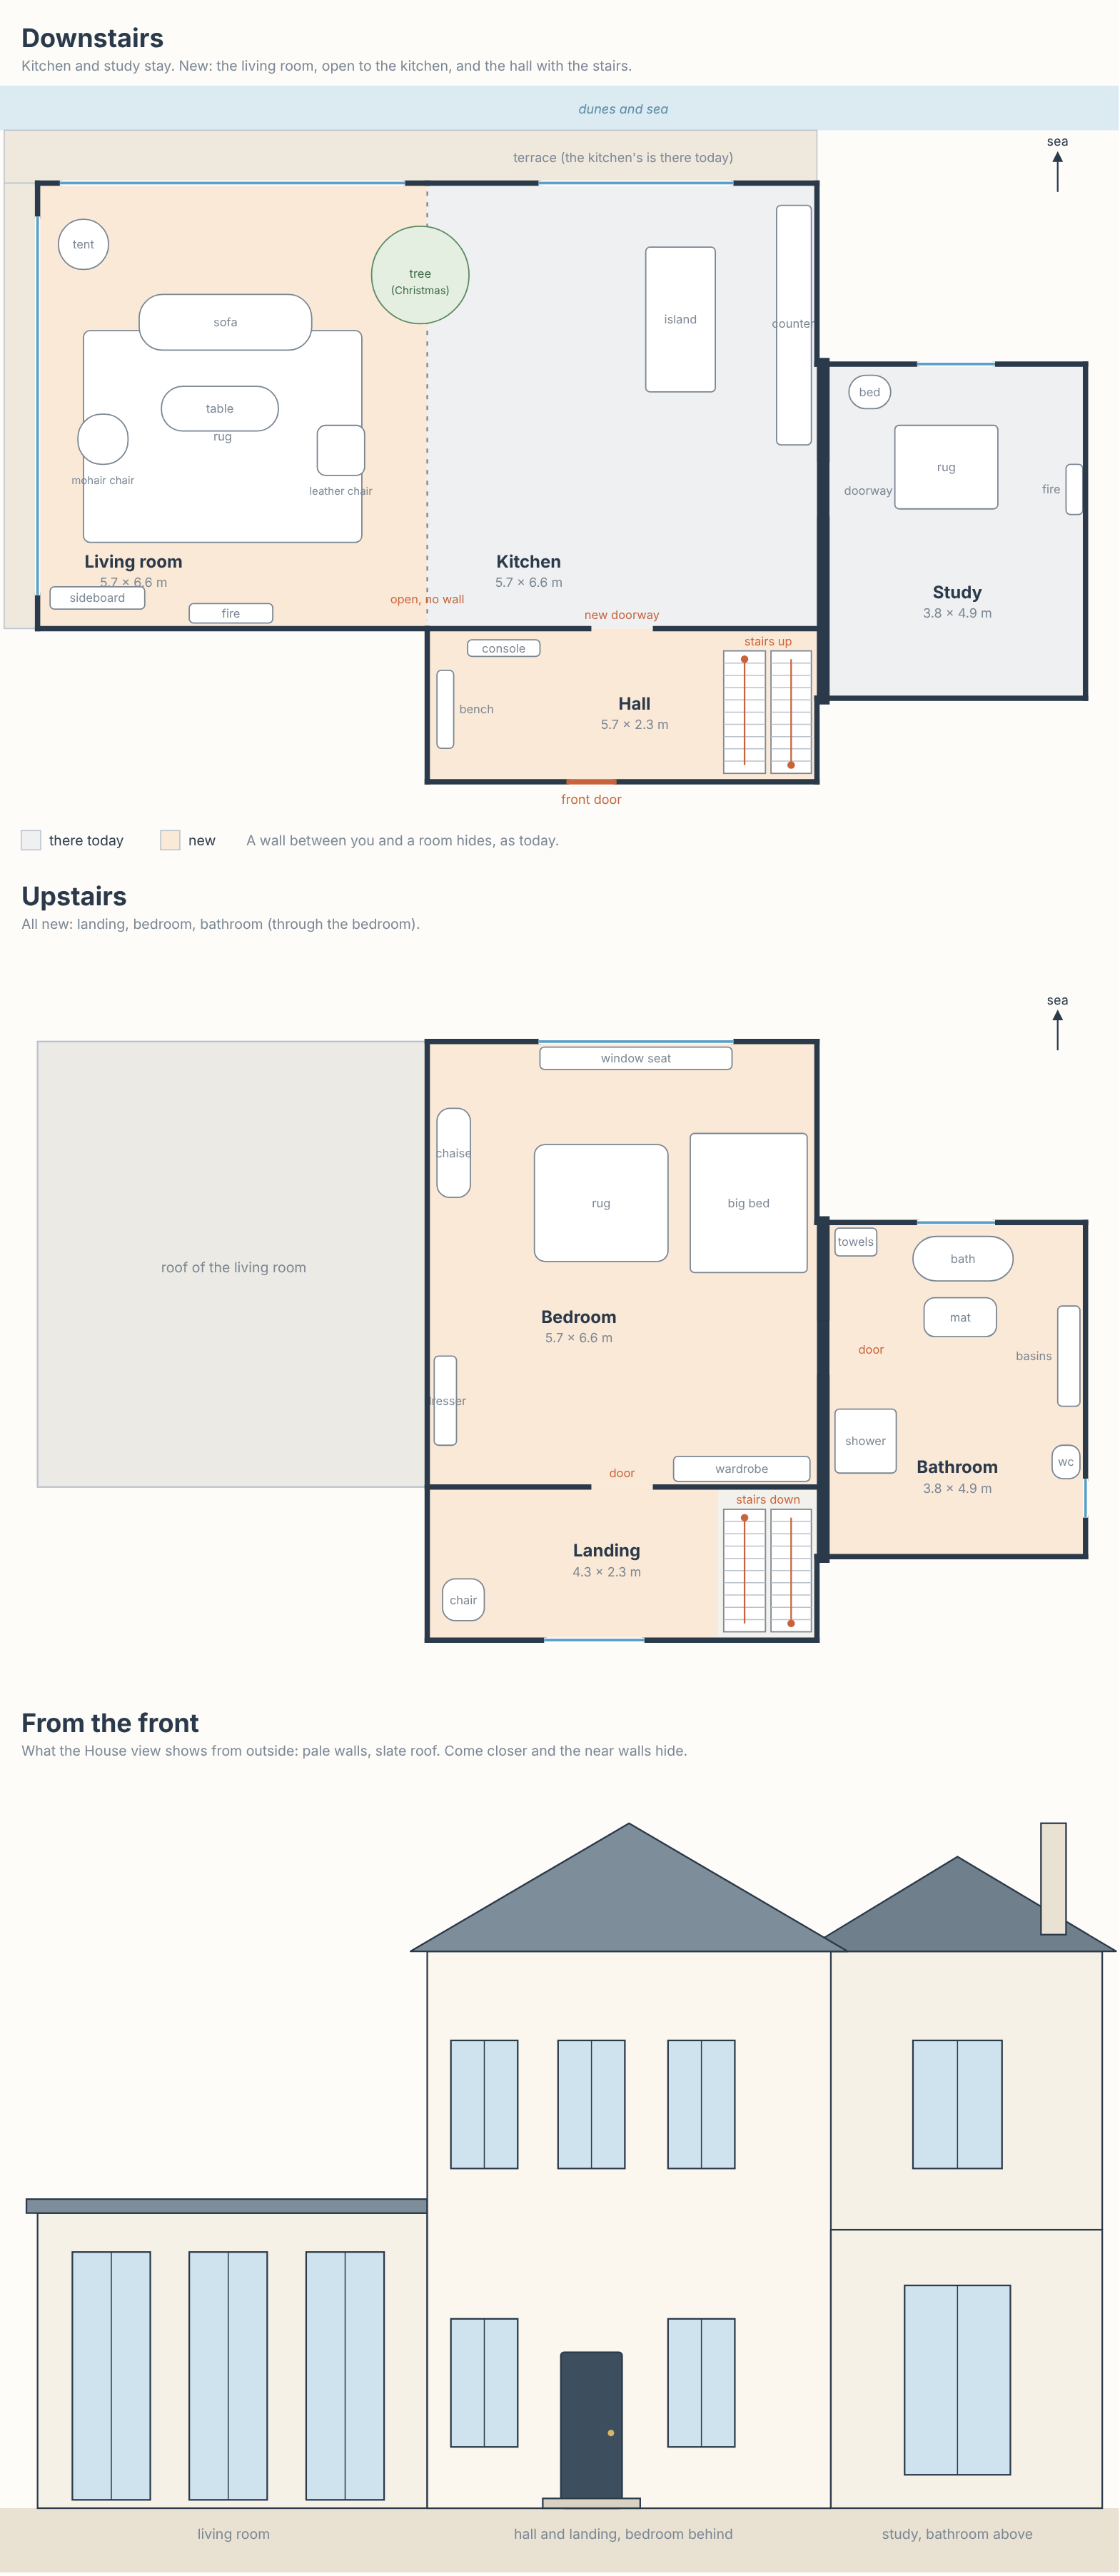 Downstairs
Kitchen and study stay. New: the living room, open to the kitchen, and the hall with the stairs.
dunes and sea
sea
terrace (the kitchen's is there today)
tent
tree
(Christmas)
sofa
island
counter
table
rug
bed
rug
mohair chair
leather chair
doorway
fire
Living room
5.7 × 6.6 m
Kitchen
5.7 × 6.6 m
Study
3.8 × 4.9 m
sideboard
open, no wall
fire
new doorway
console
stairs up
bench
Hall
5.7 × 2.3 m
front door
there today
new
A wall between you and a room hides, as today.
Upstairs
All new: landing, bedroom, bathroom (through the bedroom).
sea
window seat
chaise
rug
big bed
towels
bath
roof of the living room
mat
Bedroom
5.7 × 6.6 m
door
basins
dresser
shower
wc
door
wardrobe
Bathroom
3.8 × 4.9 m
stairs down
Landing
4.3 × 2.3 m
chair
From the front
What the House view shows from outside: pale walls, slate roof. Come closer and the near walls hide.
living room
hall and landing, bedroom behind
study, bathroom above